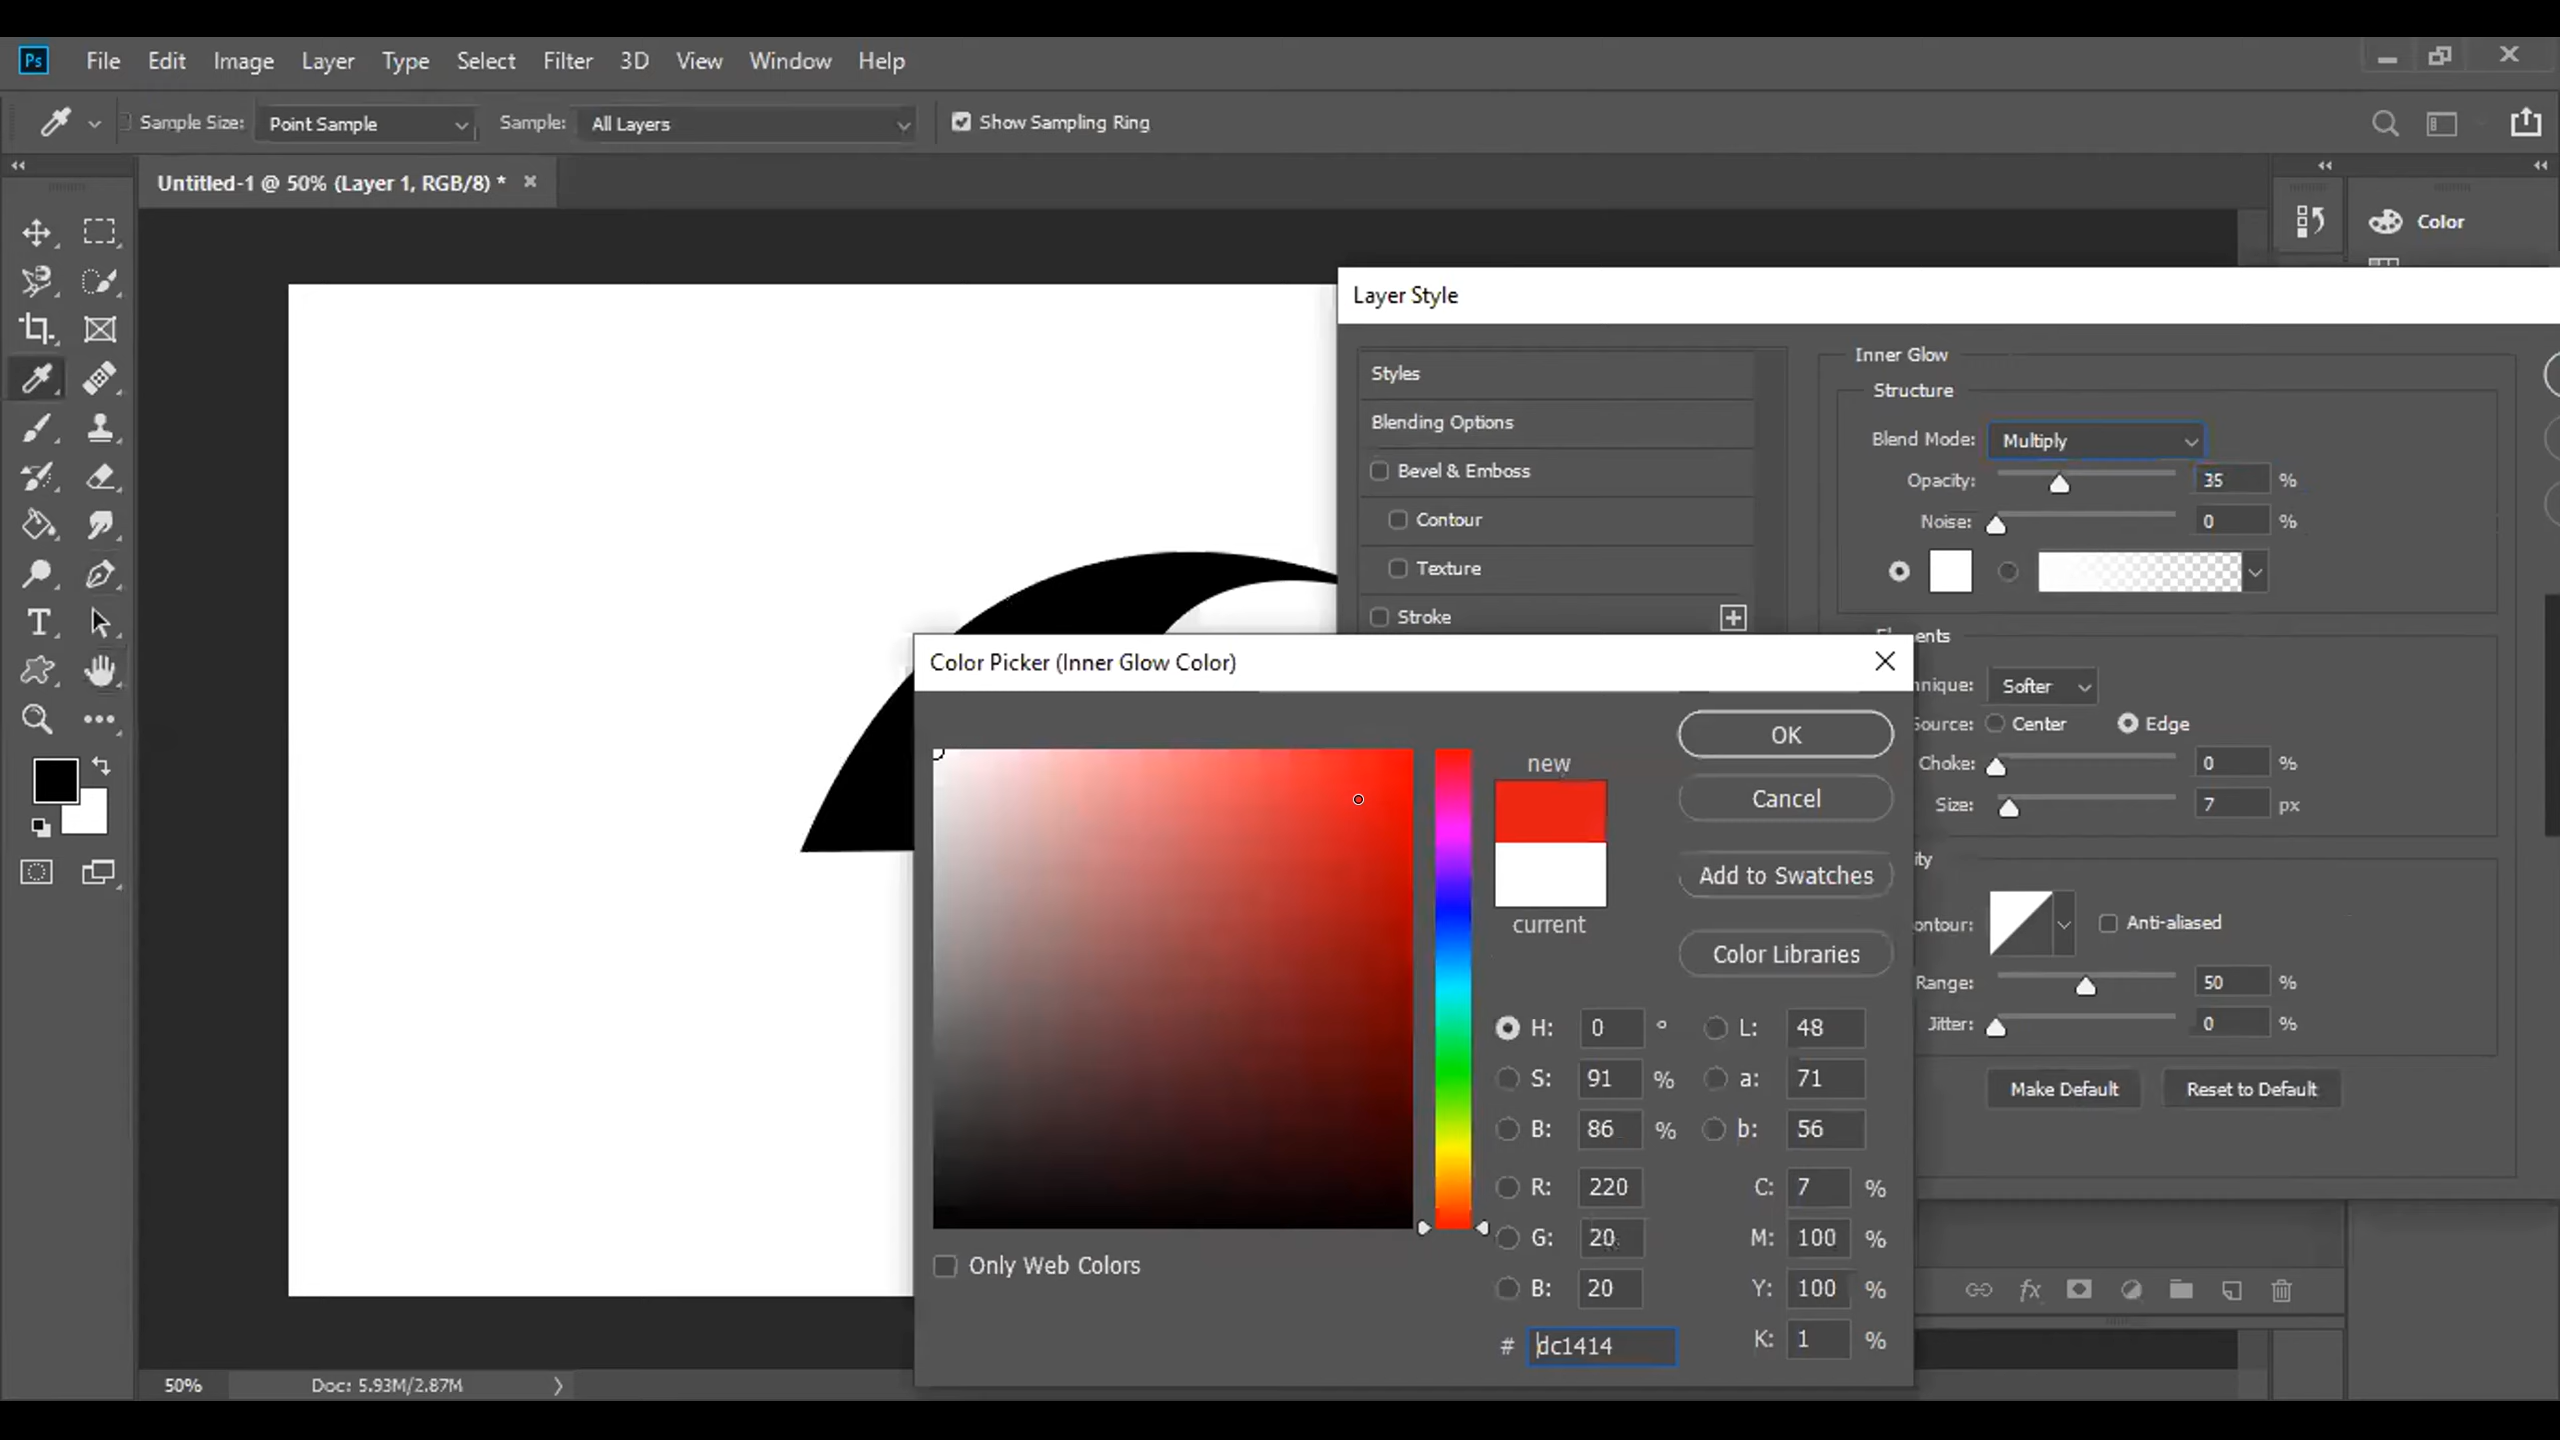 Ps File Edit Image Layer Type Select Filter 3D View Window Help
Sample Size: Point Sample Sample: All Layers Show Sampling Ring
Untitled-1 @ 50% (Layer 1, RGB/8) *
Color
Layer Style
Styles
Blending Options
Bevel & Emboss
Contour
Texture
Stroke
Inner Glow
Structure
Blend Mode: Multiply
Opacity: 35 %
Noise: 0 %
ents
nique: Softer
Source: Center Edge
Choke: 0 %
Size: 7 px
ity
ontour: Anti-aliased
Range: 50 %
Jitter: 0 %
Make Default Reset to Default
Color Picker (Inner Glow Color)
new
current
OK
Cancel
Add to Swatches
Color Libraries
H: 0 ° L: 48
S: 91 % a: 71
B: 86 % b: 56
R: 220 C: 7 %
G: 20 M: 100 %
B: 20 Y: 100 %
# dc1414 K: 1 %
Only Web Colors
fx
50% Doc: 5.93M/2.87M